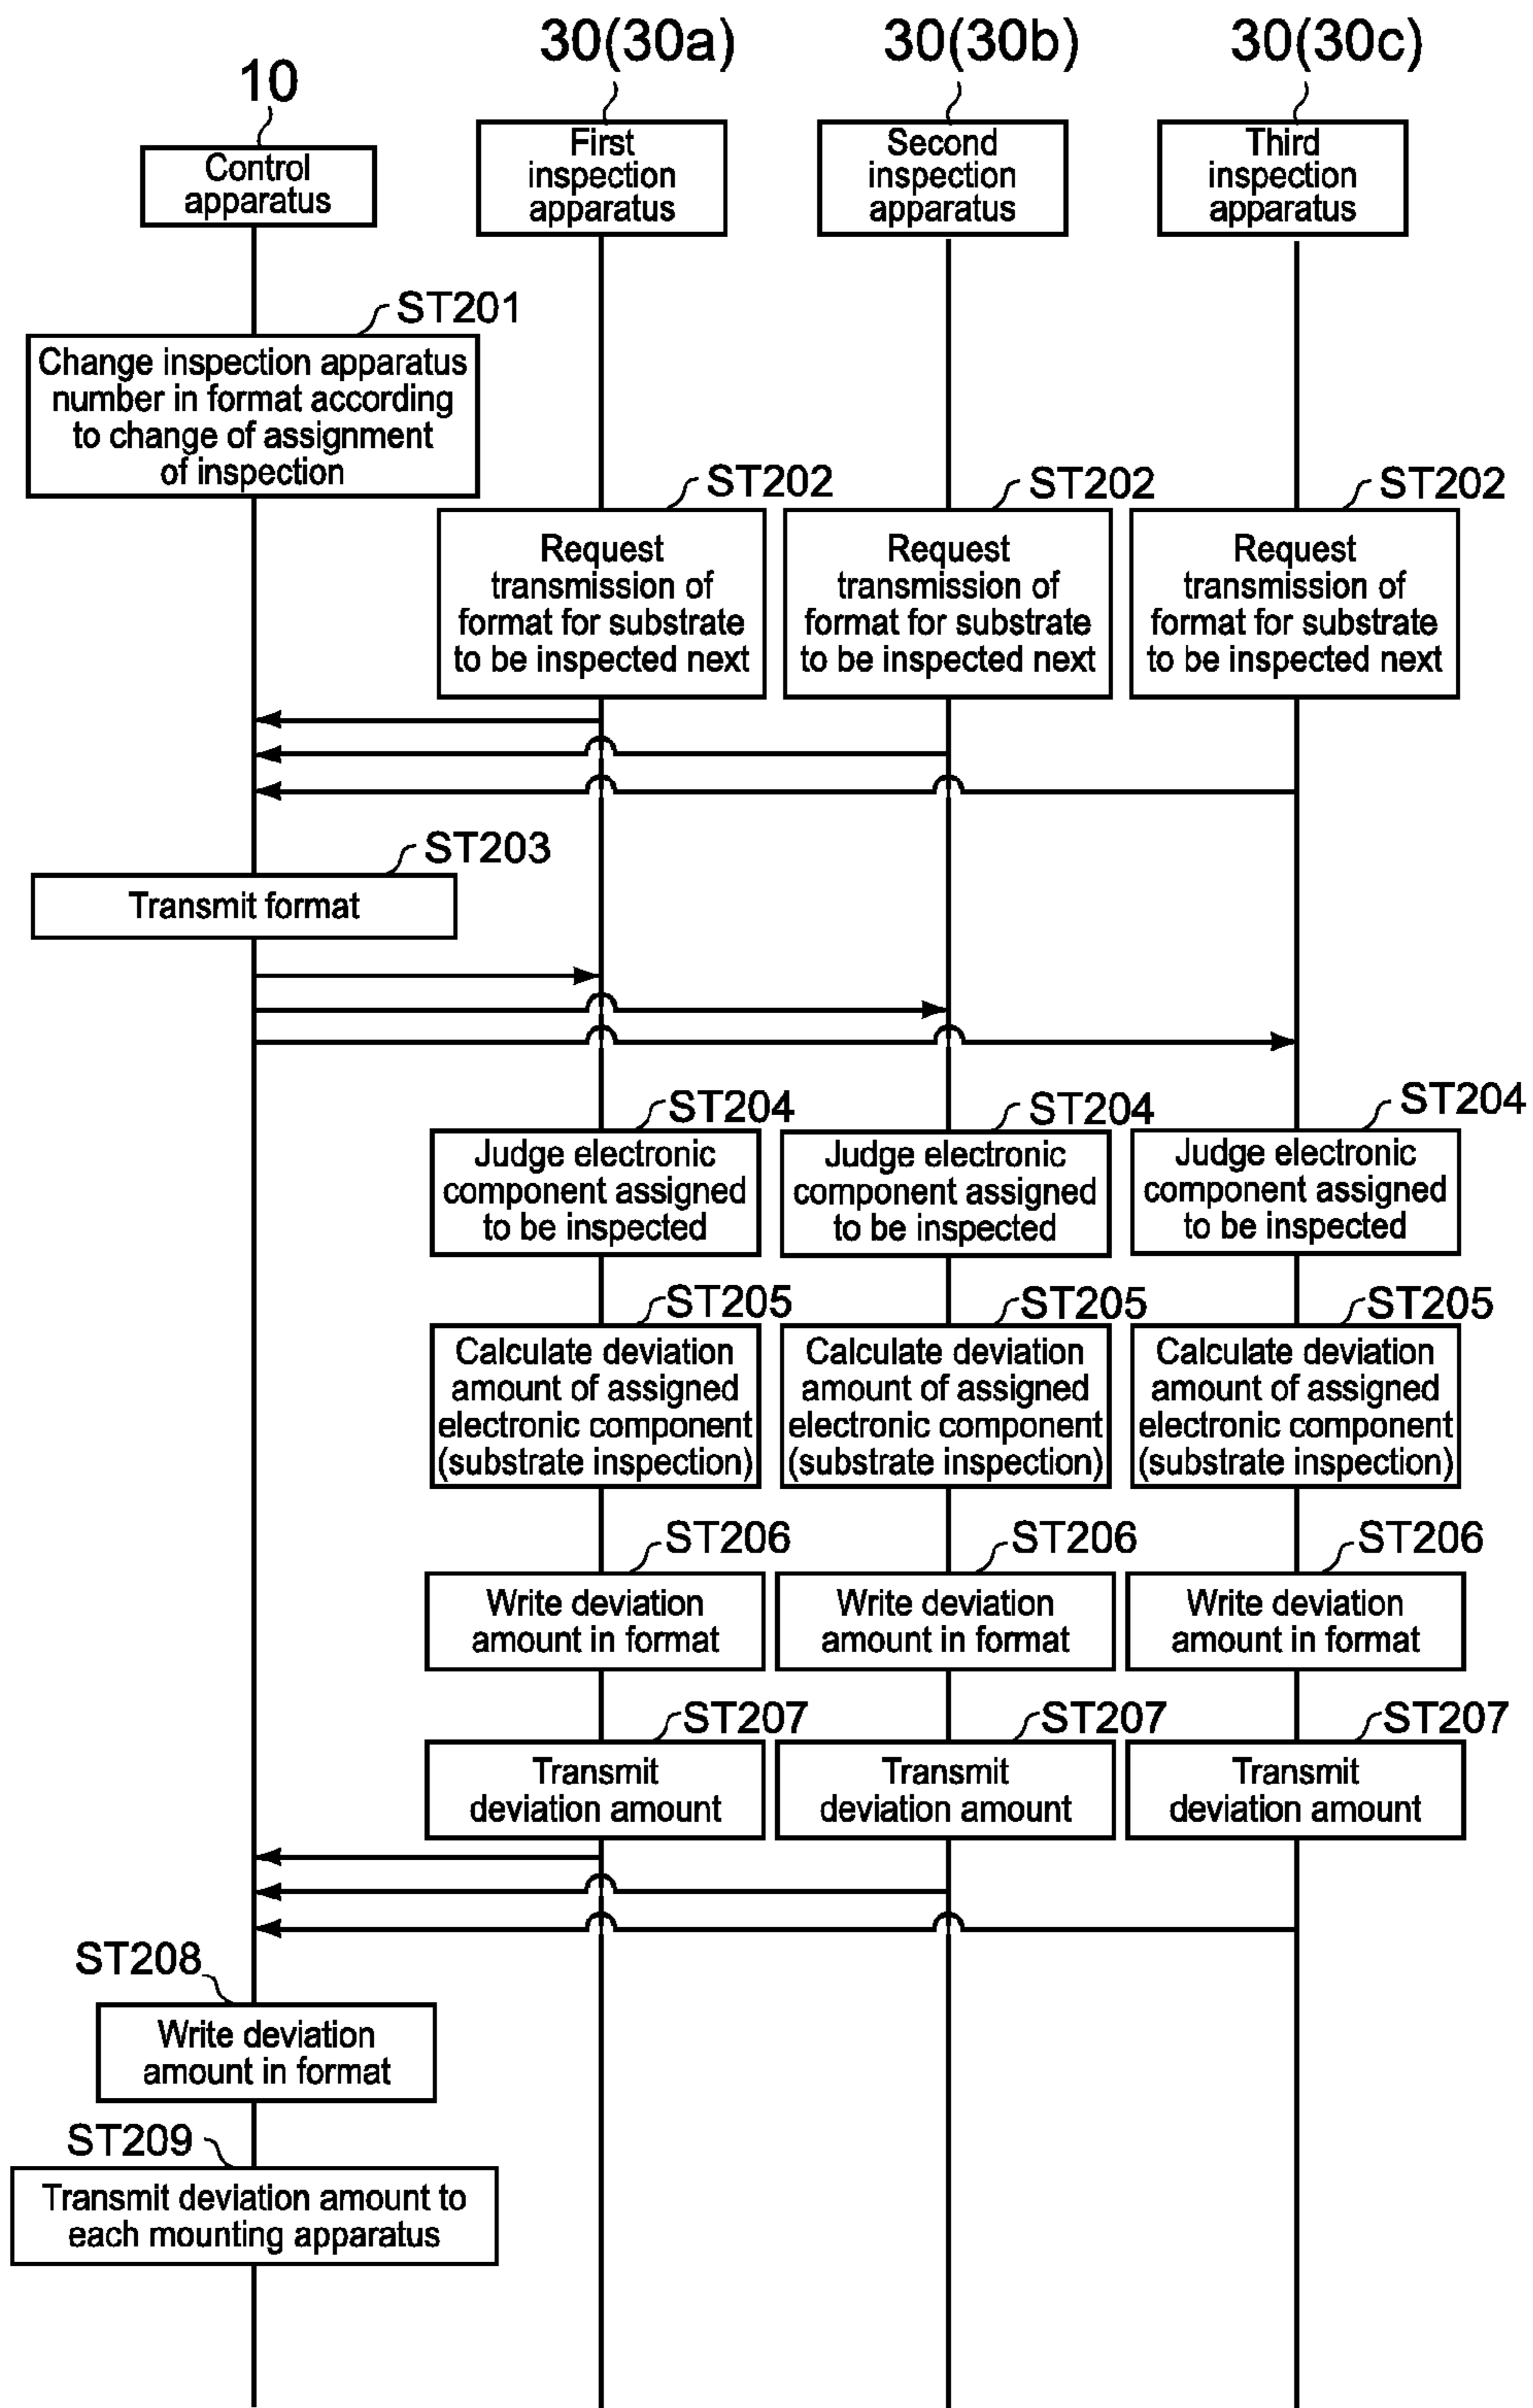 30(30a)
30(30b)
30(30c)
10
Control
apparatus
First
inspection
apparatus
Second
inspection
apparatus
Third
inspection
apparatus
ST201
Change inspection apparatus
number in format according
to change of assignment
of inspection
ST202
Request
transmission of
format for substrate
to be inspected next
ST202
Request
transmission of
format for substrate
to be inspected next
ST202
Request
transmission of
format for substrate
to be inspected next
ST203
Transmit format
ST204
Judge electronic
component assigned
to be inspected
ST204
Judge electronic
component assigned
to be inspected
ST204
Judge electronic
component assigned
to be inspected
ST205
Calculate deviation
amount of assigned
electronic component
(substrate inspection)
ST205
Calculate deviation
amount of assigned
electronic component
(substrate inspection)
ST205
Calculate deviation
amount of assigned
electronic component
(substrate inspection)
ST206
Write deviation
amount in format
ST206
Write deviation
amount in format
ST206
Write deviation
amount in format
ST207
Transmit
deviation amount
ST207
Transmit
deviation amount
ST207
Transmit
deviation amount
ST208
Write deviation
amount in format
ST209
Transmit deviation amount to
each mounting apparatus